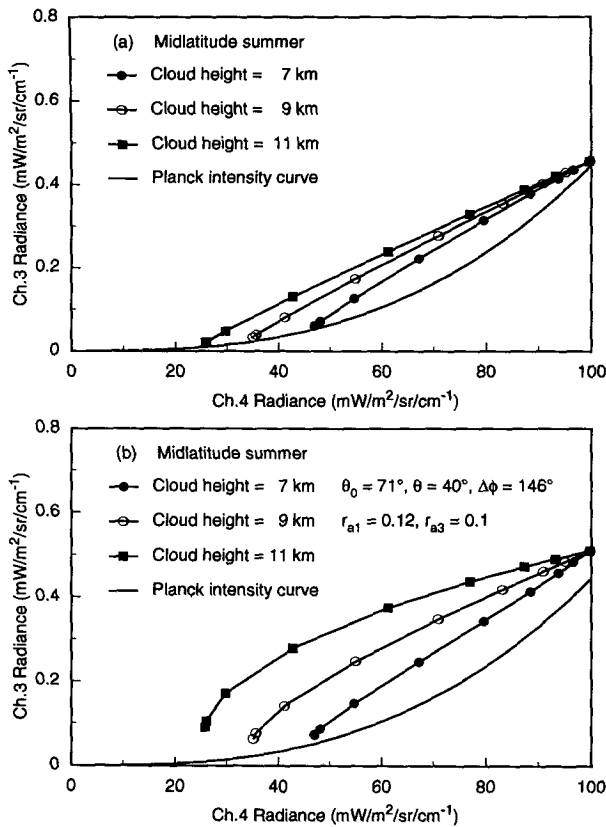 0.8
(a) Midlatitude summer
Cloud height = 7 km
0.6
Cloud height = 9 km
Cloud height = 11 km
0.4
Planck intensity curve
0.2
0
Ch.3 Radiance (mW/m²/sr/cm⁻¹)
0 20 40 60 80 100
Ch.4 Radiance (mW/m²/sr/cm⁻¹)
0.8
(b) Midlatitude summer
Cloud height = 7 km θ₀ = 71°, θ = 40°, Δϕ = 146°
0.6
Cloud height = 9 km rₐ₁ = 0.12, rₐ₃ = 0.1
Cloud height = 11 km
0.4
Planck intensity curve
0.2
0
Ch.3 Radiance (mW/m²/sr/cm⁻¹)
0 20 40 60 80 100
Ch.4 Radiance (mW/m²/sr/cm⁻¹)